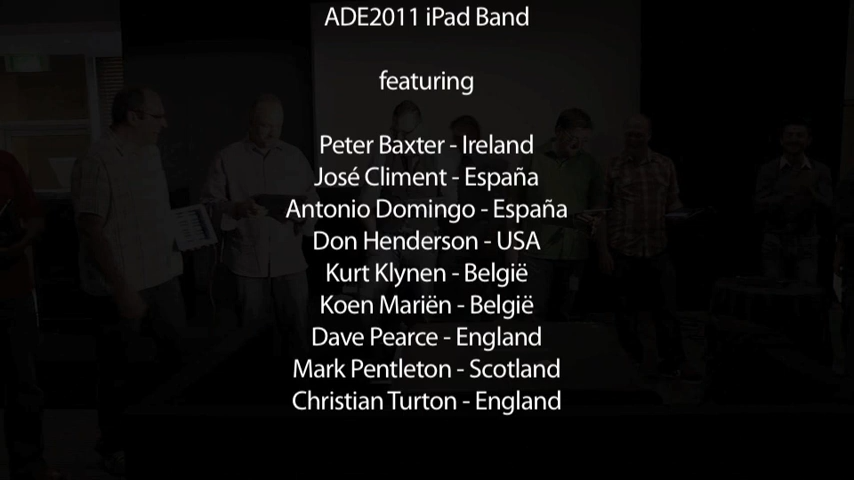 ADE2011 iPad Band
featuring
Peter Baxter - Ireland
José Climent - España
Antonio Domingo - España
Don Henderson - USA
Kurt Klynen - België
Koen Mariën - België
Dave Pearce - England
Mark Pentleton - Scotland
Christian Turton - England